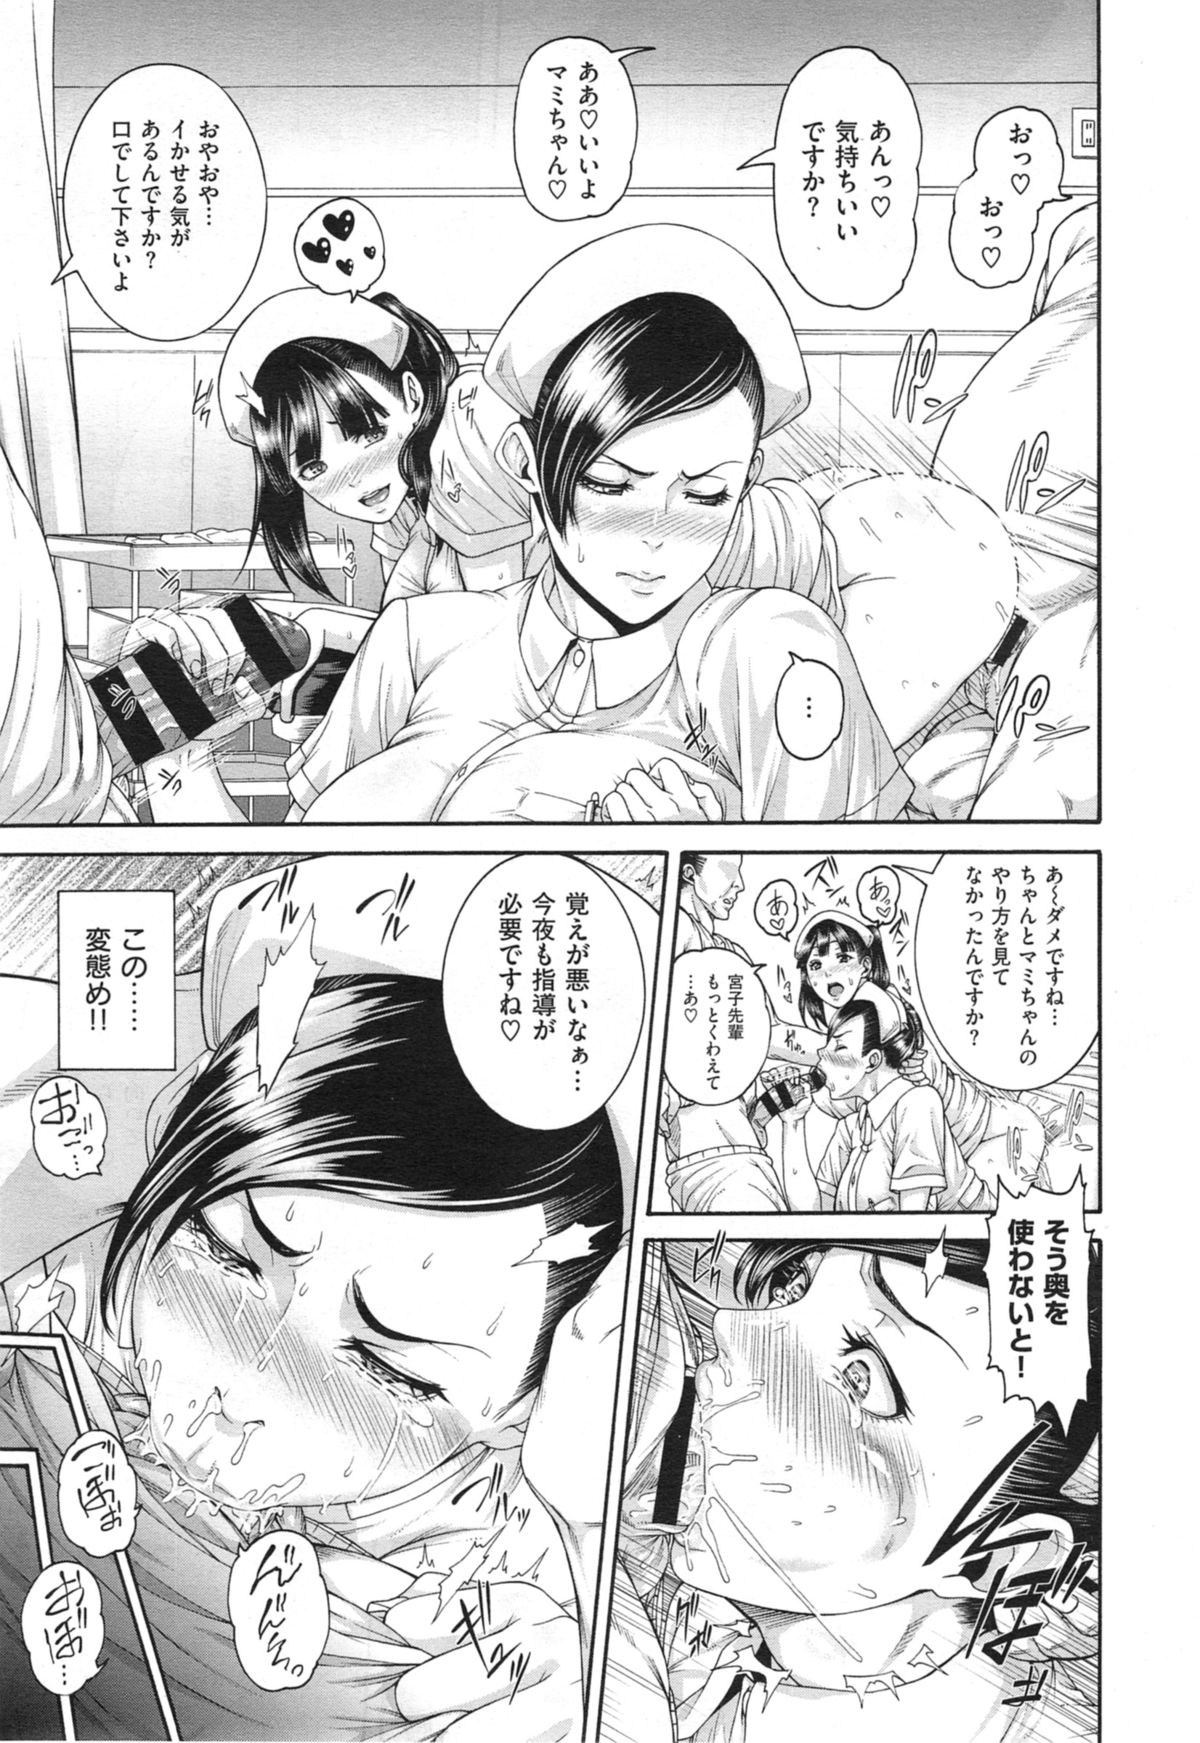 おっ♡
おっ♡
あんっ♡
気持ちいい
ですか？
ああ♡いいよ
マミちゃん♡
おやおや…
イかせる気が
あるんですか？
口でして下さいよ
…
あ〜ダメですね…
ちゃんとマミちゃんの
やり方を見て
なかったんですか？
あっ♡
あ♡
宮子先輩
もっとくわえて
…あ♡
そう奥を
使わないと！
覚えが悪いなぁ…
今夜も指導が
必要ですね♡
この……
変態め!!
おごっ…
ごぼぉ
おぼ…